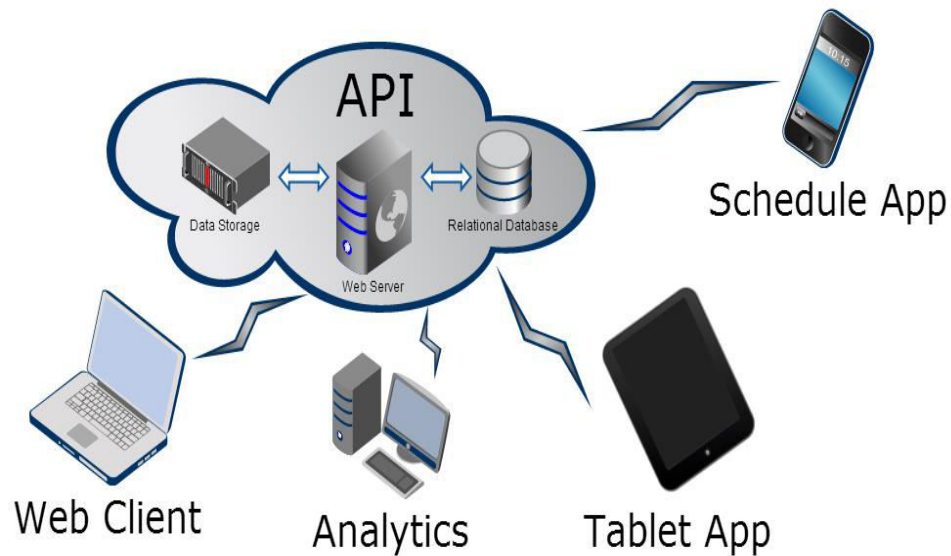 API
10.15
Schedule App
Data Storage
Relational Database
Web Server
Web Client
Analytics
Tablet App